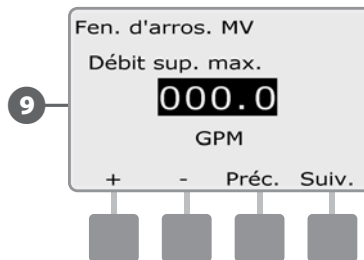 Fen. d'arros. MV
Débit sup. max.
9
000.0
GPM
+ - Préc. Suiv.